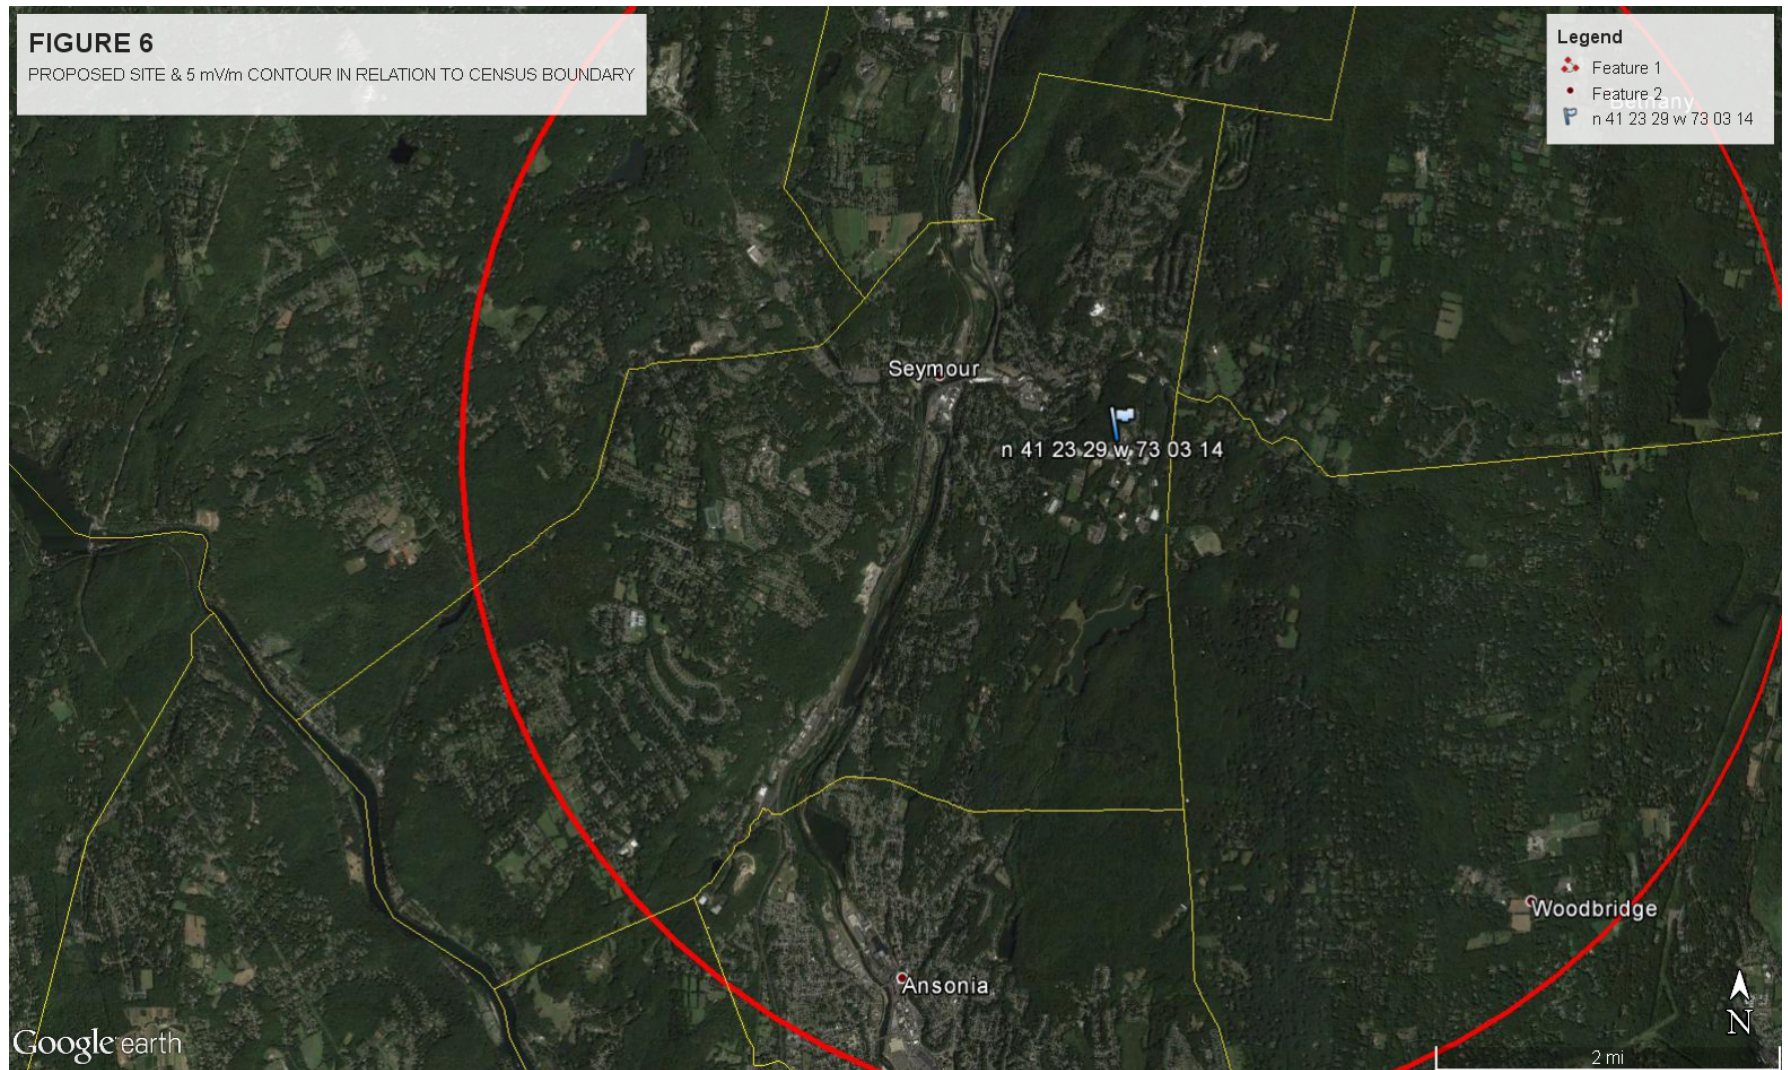 FIGURE 6
PROPOSED SITE & 5 mV/m CONTOUR IN RELATION TO CENSUS BOUNDARY
Legend
Feature 1
Feature 2
Bethany
n 41 23 29 w 73 03 14
Seymour
n 41 23 29 w 73 03 14
Woodbridge
Ansonia
N
Google earth
2 mi